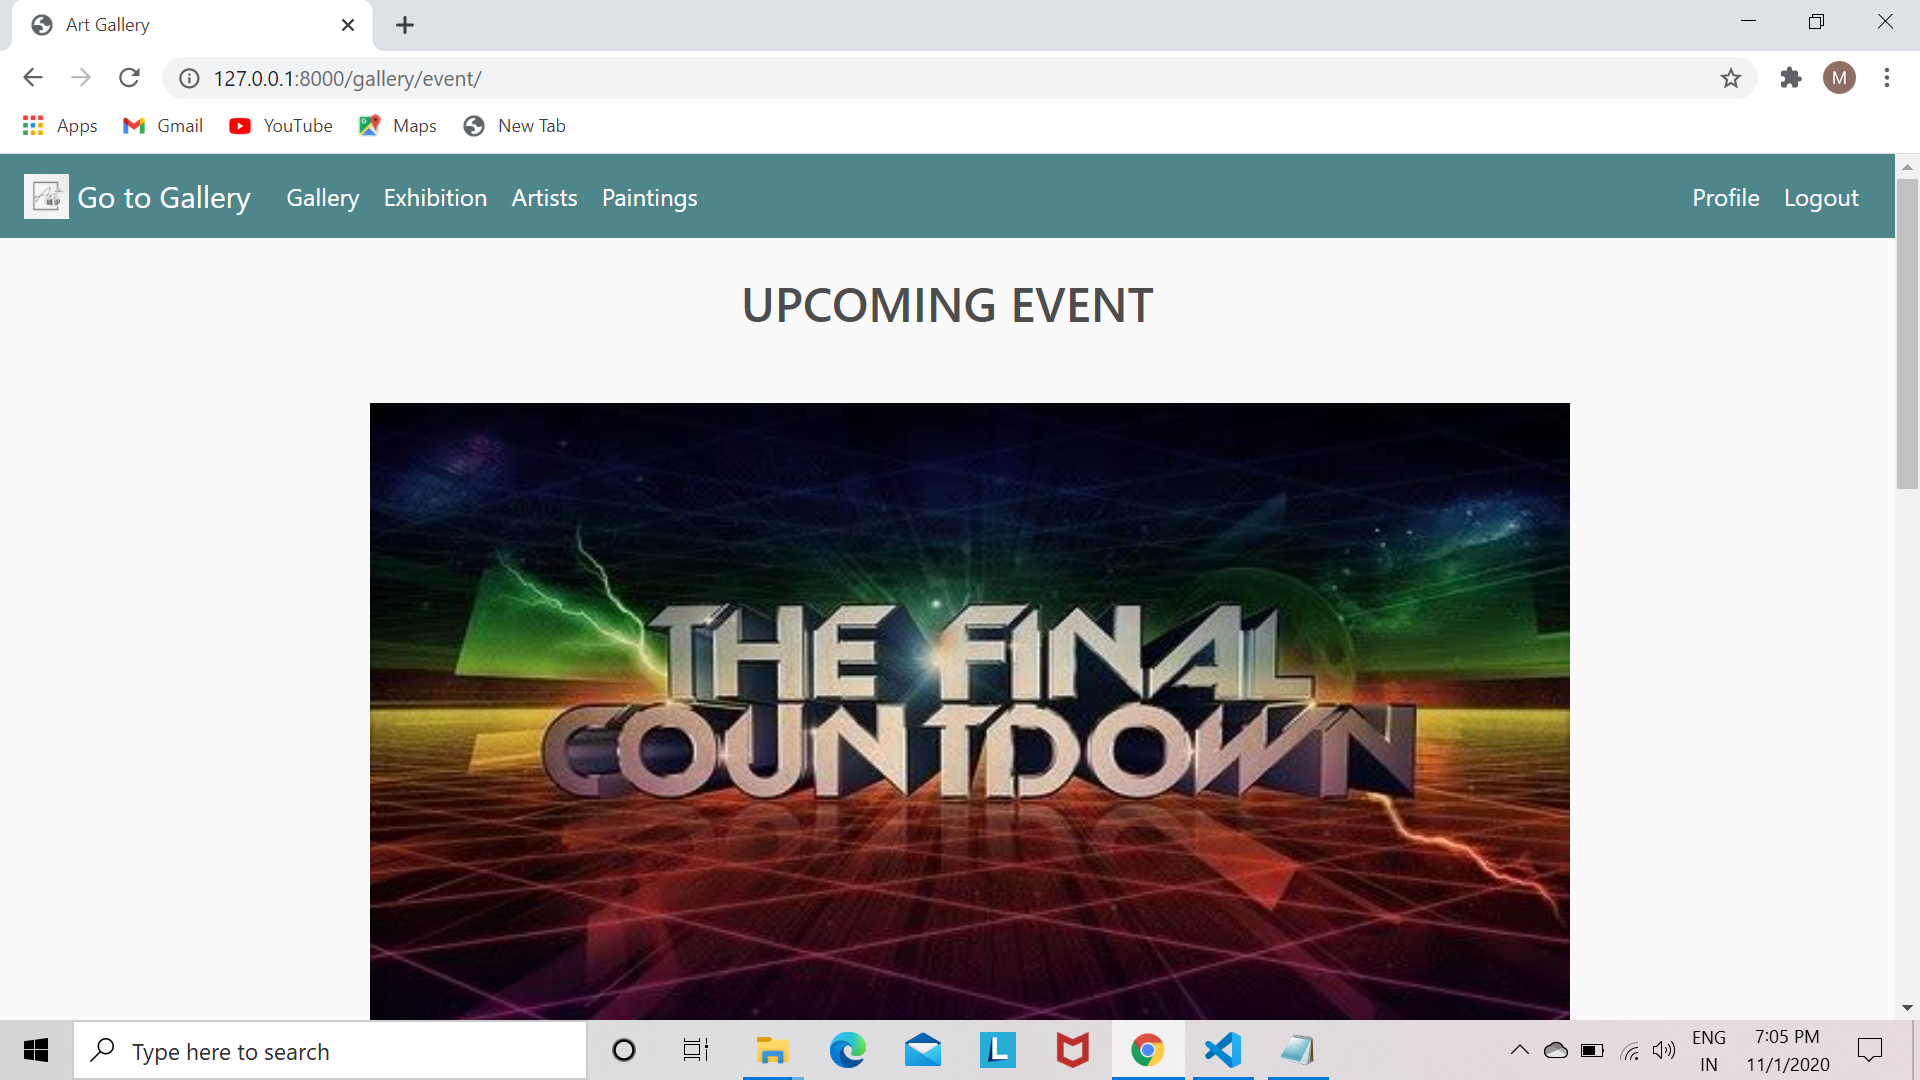 Art Gallery
127.0.0.1:8000/gallery/event/
M
Apps Gmail YouTube Maps New Tab
Go to Gallery Gallery Exhibition Artists Paintings Profile Logout
UPCOMING EVENT
THE FINAL
COUNTDOWN
Type here to search
L
ENG
IN
7:05 PM
11/1/2020